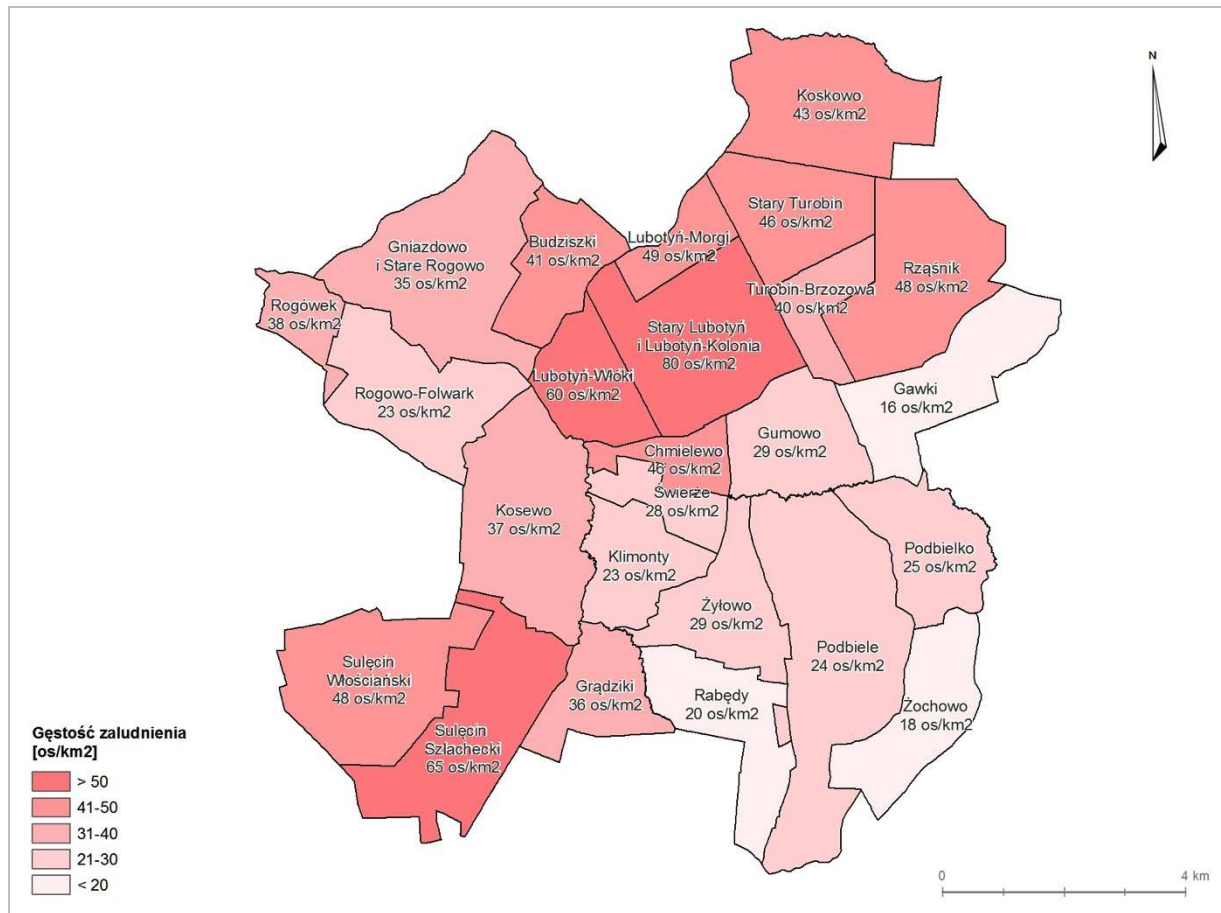 N
Koskowo
43 os/km2
Stary Turobin
46 os/km2
Lubotyń-Morgi
49 os/km2
Budziszki
41 os/km2
Gniazdowo
i Stare Rogowo
35 os/km2
Rząśnik
48 os/km2
Turobin-Brzozowa
40 os/km2
Rogówek
38 os/km2
Stary Lubotyń
i Lubotyń-Kolonia
80 os/km2
Lubotyń-Włóki
60 os/km2
Rogowo-Folwark
23 os/km2
Gawki
16 os/km2
Gumowo
29 os/km2
Chmielewo
46 os/km2
Świerże
28 os/km2
Kosewo
37 os/km2
Klimonty
23 os/km2
Podbielko
25 os/km2
Żyłowo
29 os/km2
Podbiele
24 os/km2
Sulęcin
Włościański
48 os/km2
Grądziki
36 os/km2
Rabędy
20 os/km2
Żochowo
18 os/km2
Sulęcin
Szlachecki
65 os/km2
Gęstość zaludnienia
[os/km2]
> 50
41-50
31-40
21-30
< 20
0 4 km